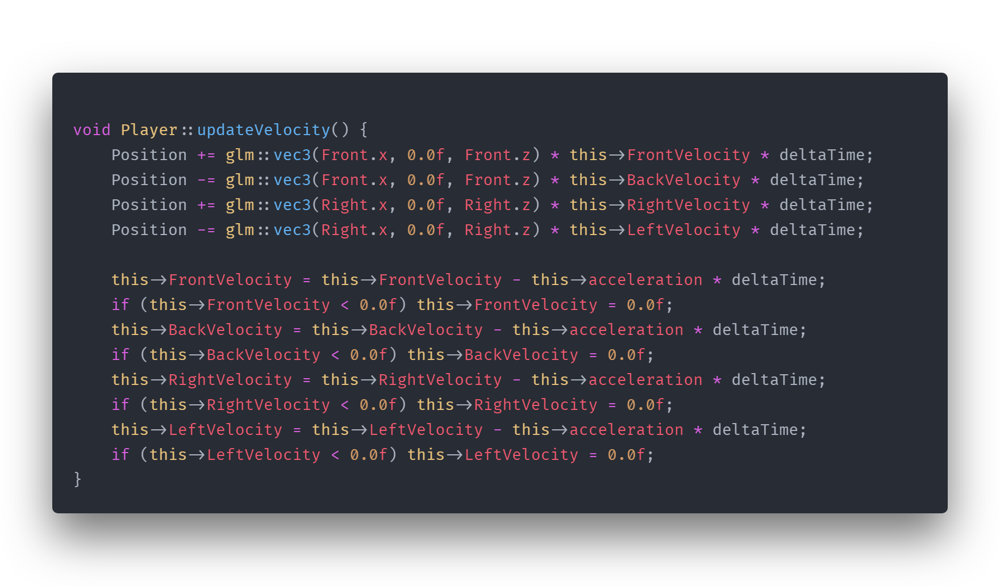 void Player::updateVelocity() {
    Position += glm::vec3(Front.x, 0.0f, Front.z) * this->FrontVelocity * deltaTime;
    Position -= glm::vec3(Front.x, 0.0f, Front.z) * this->BackVelocity * deltaTime;
    Position += glm::vec3(Right.x, 0.0f, Right.z) * this->RightVelocity * deltaTime;
    Position -= glm::vec3(Right.x, 0.0f, Right.z) * this->LeftVelocity * deltaTime;

    this->FrontVelocity = this->FrontVelocity - this->acceleration * deltaTime;
    if (this->FrontVelocity < 0.0f) this->FrontVelocity = 0.0f;
    this->BackVelocity = this->BackVelocity - this->acceleration * deltaTime;
    if (this->BackVelocity < 0.0f) this->BackVelocity = 0.0f;
    this->RightVelocity = this->RightVelocity - this->acceleration * deltaTime;
    if (this->RightVelocity < 0.0f) this->RightVelocity = 0.0f;
    this->LeftVelocity = this->LeftVelocity - this->acceleration * deltaTime;
    if (this->LeftVelocity < 0.0f) this->LeftVelocity = 0.0f;
}